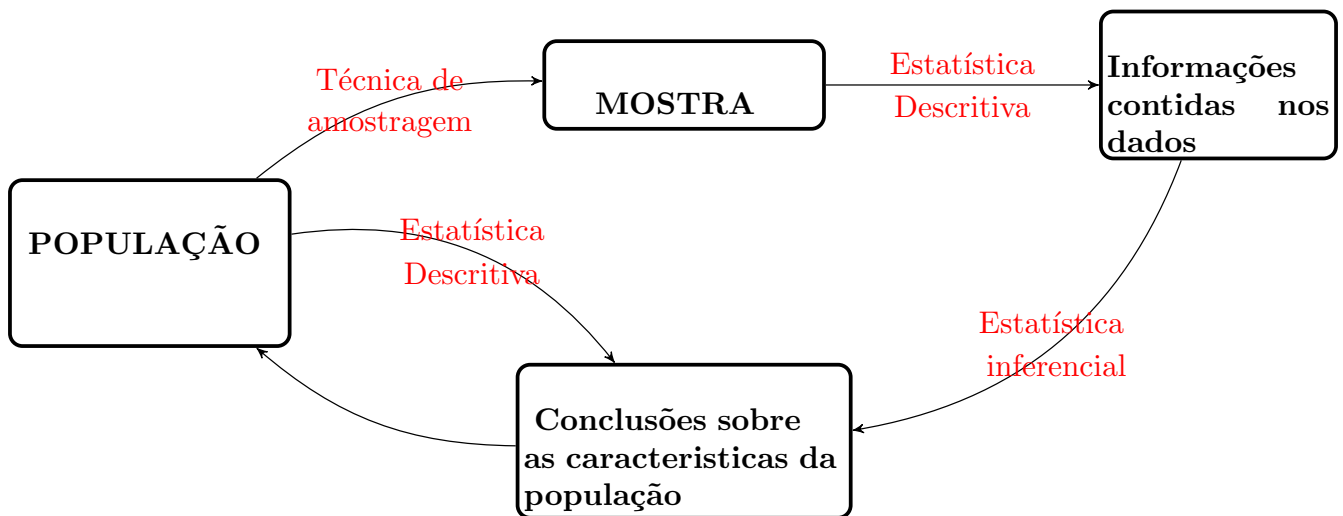 Técnica de
amostragem
MOSTRA
Estatística
Descritiva
Informações
contidas nos
dados
POPULAÇÃO
Estatística
Descritiva
Estatística
inferencial
Conclusões sobre
as caracteristicas da
população